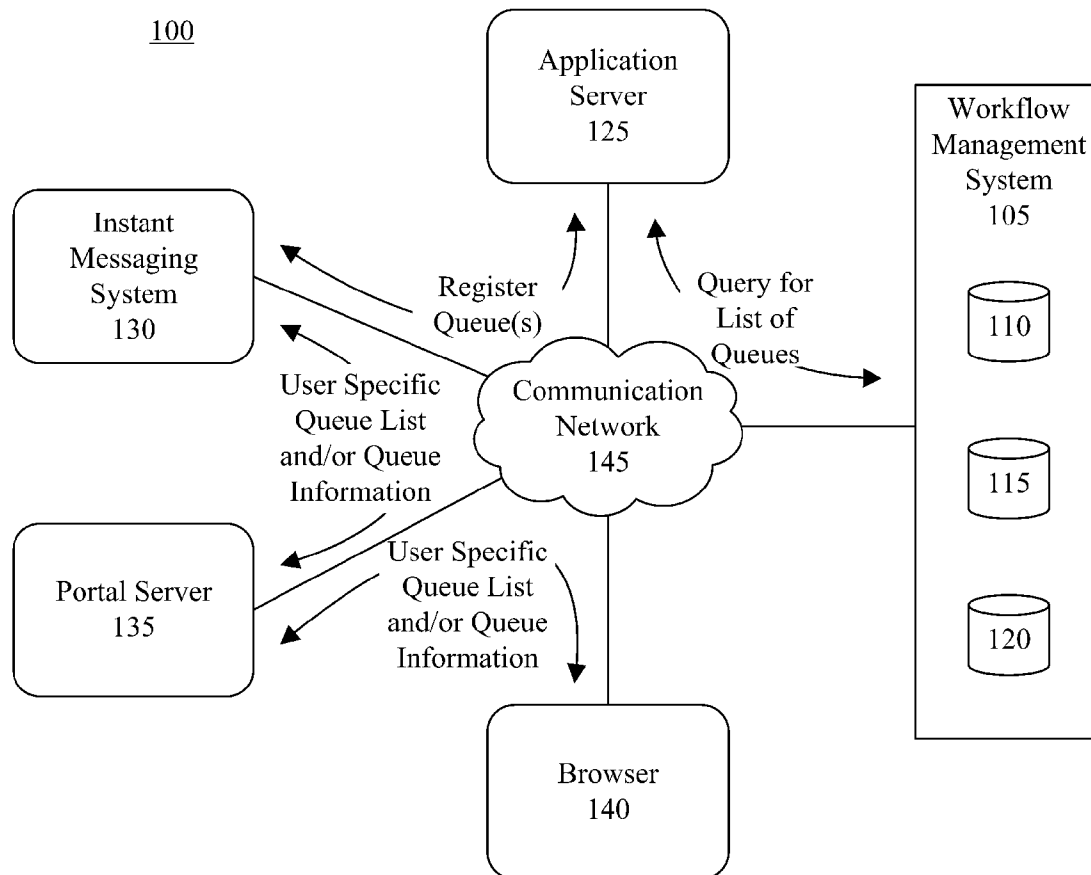 100
Application
Server
125
Workflow
Management
System
105
110
115
120
Instant
Messaging
System
130
Register
Queue(s)
Query for
List of
Queues
User Specific
Queue List
and/or Queue
Information
Communication
Network
145
Portal Server
135
User Specific
Queue List
and/or Queue
Information
Browser
140